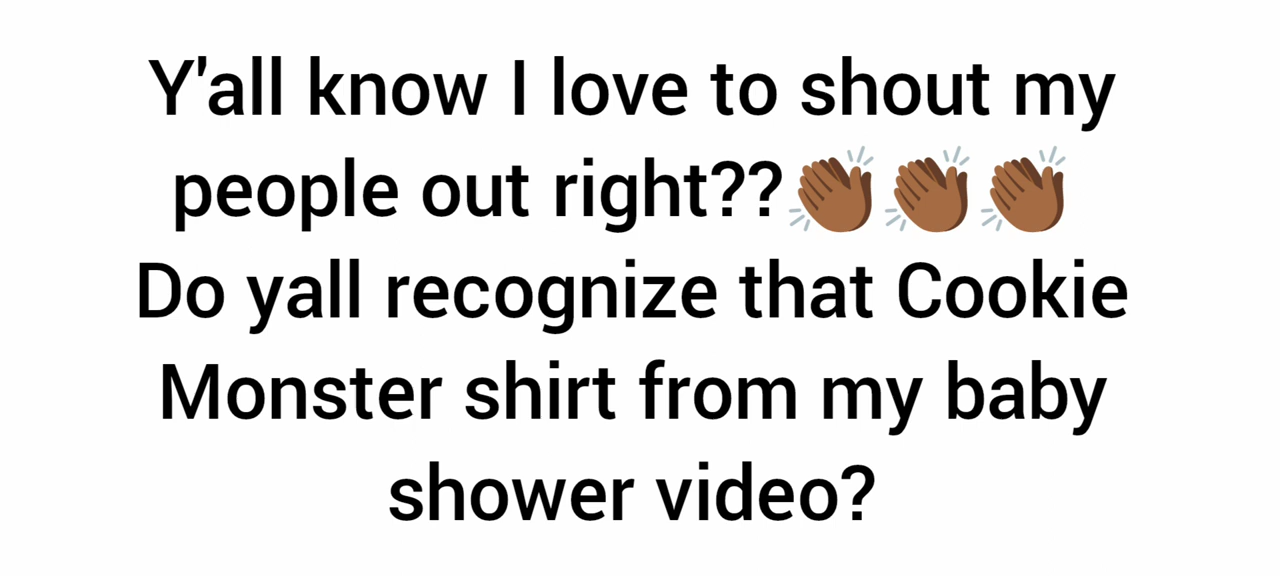 Y'all know I love to shout my
people out right??👏🏾👏🏾👏🏾
Do yall recognize that Cookie
Monster shirt from my baby
shower video?